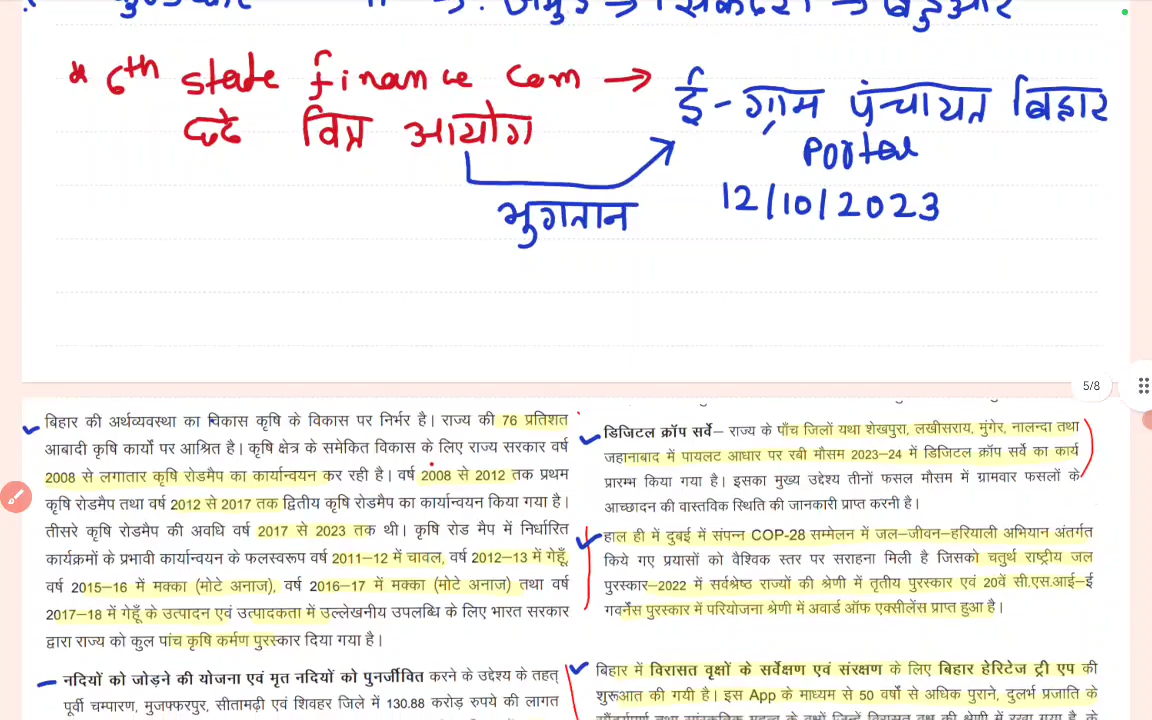 * 6th state finance com → ई-ग्राम पंचायत बिहार
छठे वित्त आयोग Portal
भुगतान 12/10/2023
5/8
बिहार की अर्थव्यवस्था का विकास कृषि के विकास पर निर्भर है। राज्य की 76 प्रतिशत
आबादी कृषि कार्यो पर आश्रित है। कृषि क्षेत्र के समेकित विकास के लिए राज्य सरकार वर्ष
2008 से लगातार कृषि रोडमैप का कार्यान्वयन कर रही है। वर्ष 2008 से 2012 तक प्रथम
कृषि रोडमैप तथा वर्ष 2012 से 2017 तक द्वितीय कृषि रोडमैप का कार्यान्वयन किया गया है।
तीसरे कृषि रोडमैप की अवधि वर्ष 2017 से 2023 तक थी। कृषि रोड मैप में निर्धारित
कार्यक्रमों के प्रभावी कार्यान्वयन के फलस्वरूप वर्ष 2011–12 में चावल, वर्ष 2012–13 में गेहूँ,
वर्ष 2015–16 में मक्का (मोटे अनाज), वर्ष 2016–17 में मक्का (मोटे अनाज) तथा वर्ष
2017–18 में गेहूँ के उत्पादन एवं उत्पादकता में उल्लेखनीय उपलब्धि के लिए भारत सरकार
द्वारा राज्य को कुल पांच कृषि कर्मण पुरस्कार दिया गया है।
नदियों को जोड़ने की योजना एवं मृत नदियों को पुनर्जीवित करने के उद्देश्य के तहत्
पूर्वी चम्पारण, मुजफ्फरपुर, सीतामढ़ी एवं शिवहर जिले में 130.88 करोड़ रुपये की लागत
डिजिटल क्रॉप सर्वे– राज्य के पाँच जिलों यथा शेखपुरा, लखीसराय, मुंगेर, नालन्दा तथा
जहानाबाद में पायलट आधार पर रबी मौसम 2023–24 में डिजिटल क्रॉप सर्वे का कार्य
प्रारम्भ किया गया है। इसका मुख्य उद्देश्य तीनों फसल मौसम में ग्रामवार फसलों के
आच्छादन की वास्तविक स्थिति की जानकारी प्राप्त करनी है।
हाल ही में दुबई में संपन्न COP-28 सम्मेलन में जल–जीवन–हरियाली अभियान अंतर्गत
किये गए प्रयासों को वैश्विक स्तर पर सराहना मिली है जिसको चतुर्थ राष्ट्रीय जल
पुरस्कार–2022 में सर्वश्रेष्ठ राज्यों की श्रेणी में तृतीय पुरस्कार एवं 20वें सी.एस.आई–ई
गवर्नेंस पुरस्कार में परियोजना श्रेणी में अवार्ड ऑफ एक्सीलेंस प्राप्त हुआ है।
बिहार में विरासत वृक्षों के सर्वेक्षण एवं संरक्षण के लिए बिहार हेरिटेज ट्री एप की
शुरूआत की गयी है। इस App के माध्यम से 50 वर्षो से अधिक पुराने, दुर्लभ प्रजाति के